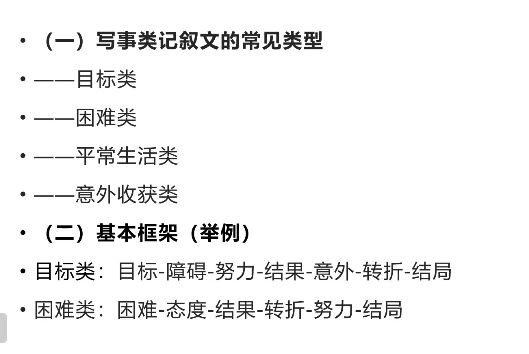 • （一）写事类记叙文的常见类型
• ——目标类
• ——困难类
• ——平常生活类
• ——意外收获类
• （二）基本框架（举例）
• 目标类：目标-障碍-努力-结果-意外-转折-结局
• 困难类：困难-态度-结果-转折-努力-结局